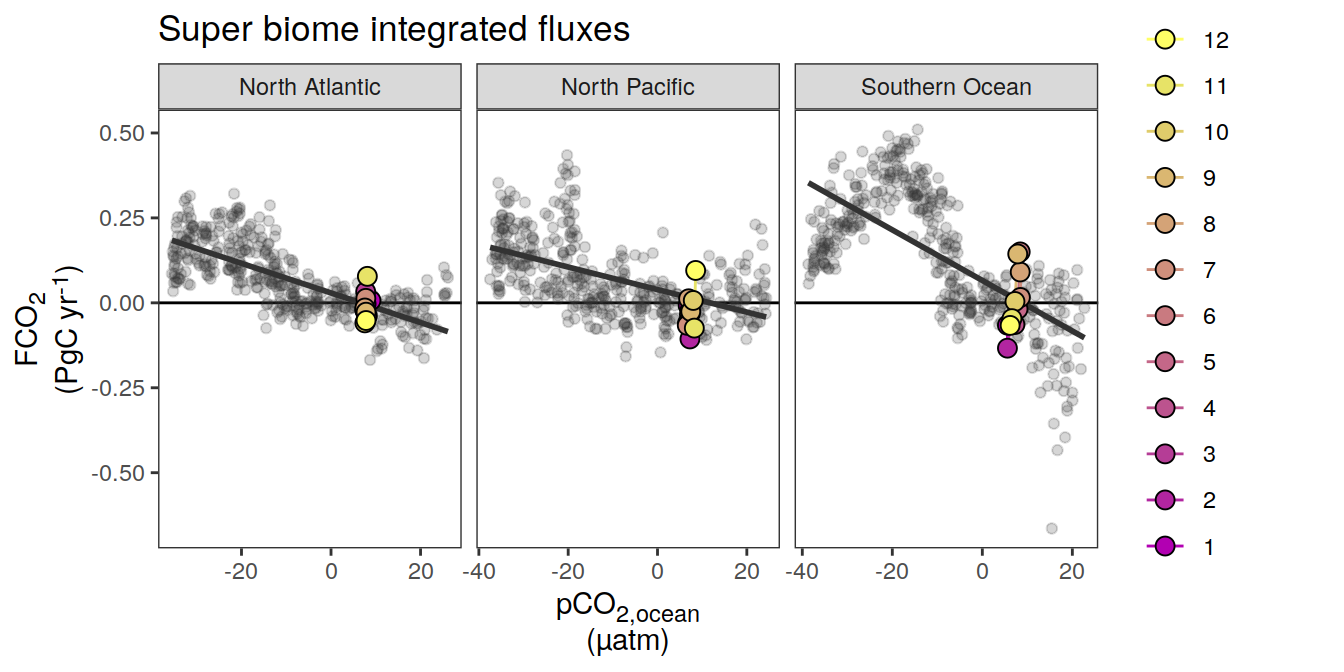 Super biome integrated fluxes
North Atlantic
North Pacific
Southern Ocean
0.50
0.25
0.00
-0.25
-0.50
FCO₂
(PgC yr⁻¹)
-20 0 20
-40 -20 0 20
-40 -20 0 20
pCO₂,ocean
(µatm)
12
11
10
9
8
7
6
5
4
3
2
1